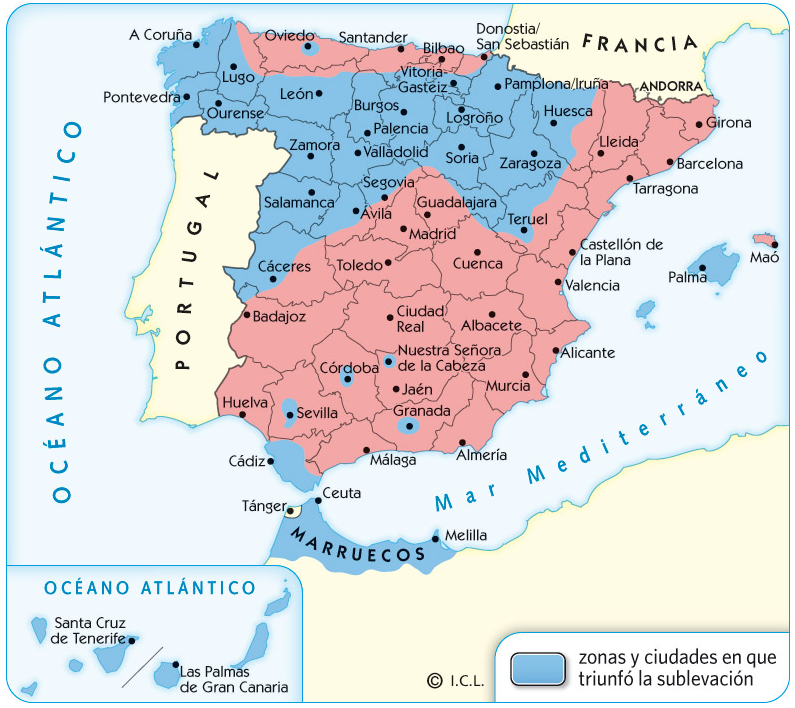 A Coruña
Oviedo
Santander
Bilbao
Donostia/
San Sebastián
FRANCIA
Lugo
Vitoria-
Gasteiz
Pamplona/Iruña
ANDORRA
Pontevedra
León
Burgos
Logroño
Huesca
Girona
Ourense
Palencia
Lleida
Zamora
Valladolid
Soria
Zaragoza
Barcelona
Tarragona
Segovia
Salamanca
Ávila
Guadalajara
Teruel
Madrid
Castellón de
la Plana
Maó
Cáceres
Toledo
Cuenca
Palma
Valencia
Badajoz
Ciudad
Real
Albacete
Nuestra Señora
de la Cabeza
Alicante
Córdoba
Jaén
Murcia
Huelva
Sevilla
Granada
Cádiz
Málaga
Almería
Ceuta
Tánger
Melilla
MARRUECOS
PORTUGAL
OCÉANO ATLÁNTICO
Mar Mediterráneo
OCÉANO ATLÁNTICO
Santa Cruz
de Tenerife
Las Palmas
de Gran Canaria
© I.C.L.
zonas y ciudades en que
triunfó la sublevación